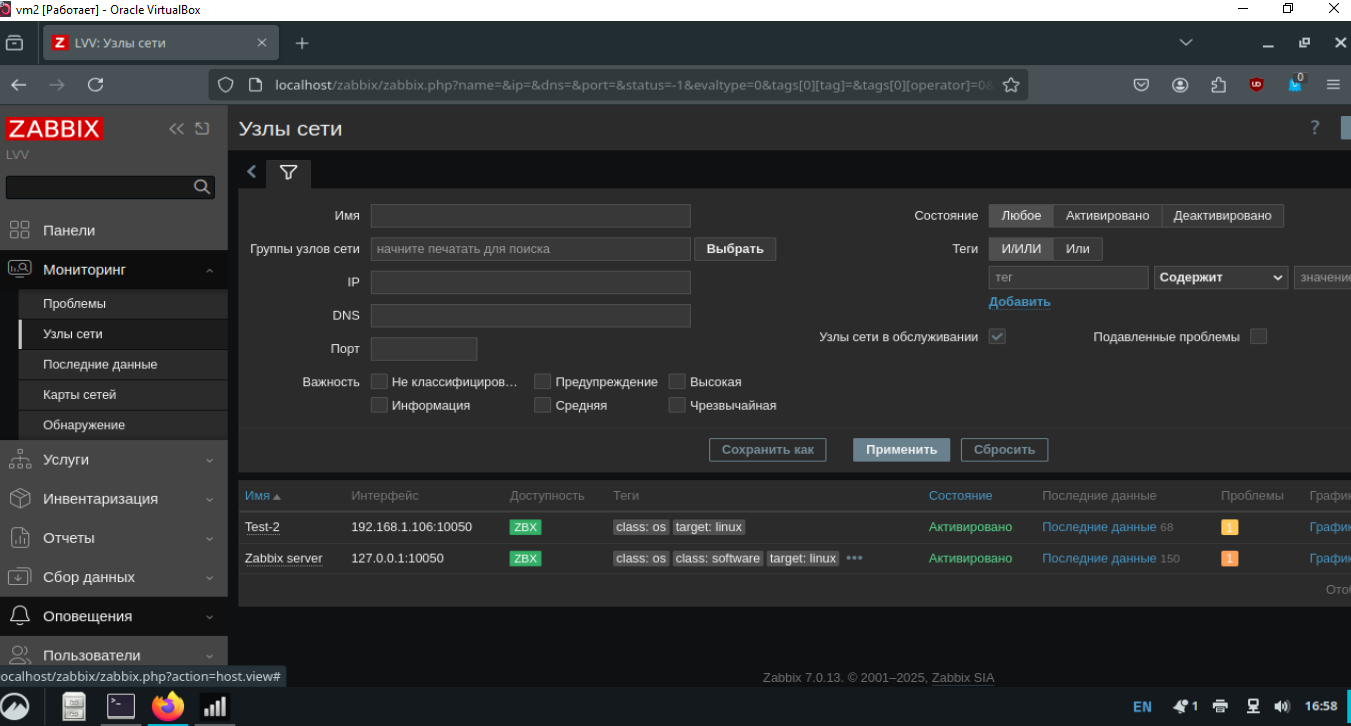 vm2 [Работает] - Oracle VirtualBox
LVV: Узлы сети
localhost/zabbix/zabbix.php?name=&ip=&dns=&port=&status=-1&evaltype=0&tags[0][tag]=&tags[0][operator]=0&
0
ZABBIX
LVV
Панели
Мониторинг
Проблемы
Узлы сети
Последние данные
Карты сетей
Обнаружение
Услуги
Инвентаризация
Отчеты
Сбор данных
Оповещения
Пользователи
ocalhost/zabbix/zabbix.php?action=host.view#
Узлы сети
?
Имя
Группы узлов сети начните печатать для поиска Выбрать
IP
DNS
Порт
Важность Не классифициров... Предупреждение Высокая
Информация Средняя Чрезвычайная
Состояние Любое Активировано Деактивировано
Теги И/ИЛИ Или
тег Содержит значение
Добавить
Узлы сети в обслуживании Подавленные проблемы
Сохранить как Применить Сбросить
Имя Интерфейс Доступность Теги Состояние Последние данные Проблемы График
Test-2 192.168.1.106:10050 ZBX class: os target: linux Активировано Последние данные 68 1 График
Zabbix server 127.0.0.1:10050 ZBX class: os class: software target: linux ••• Активировано Последние данные 150 1 График
Ото
Zabbix 7.0.13. © 2001–2025, Zabbix SIA
EN 1 16:58